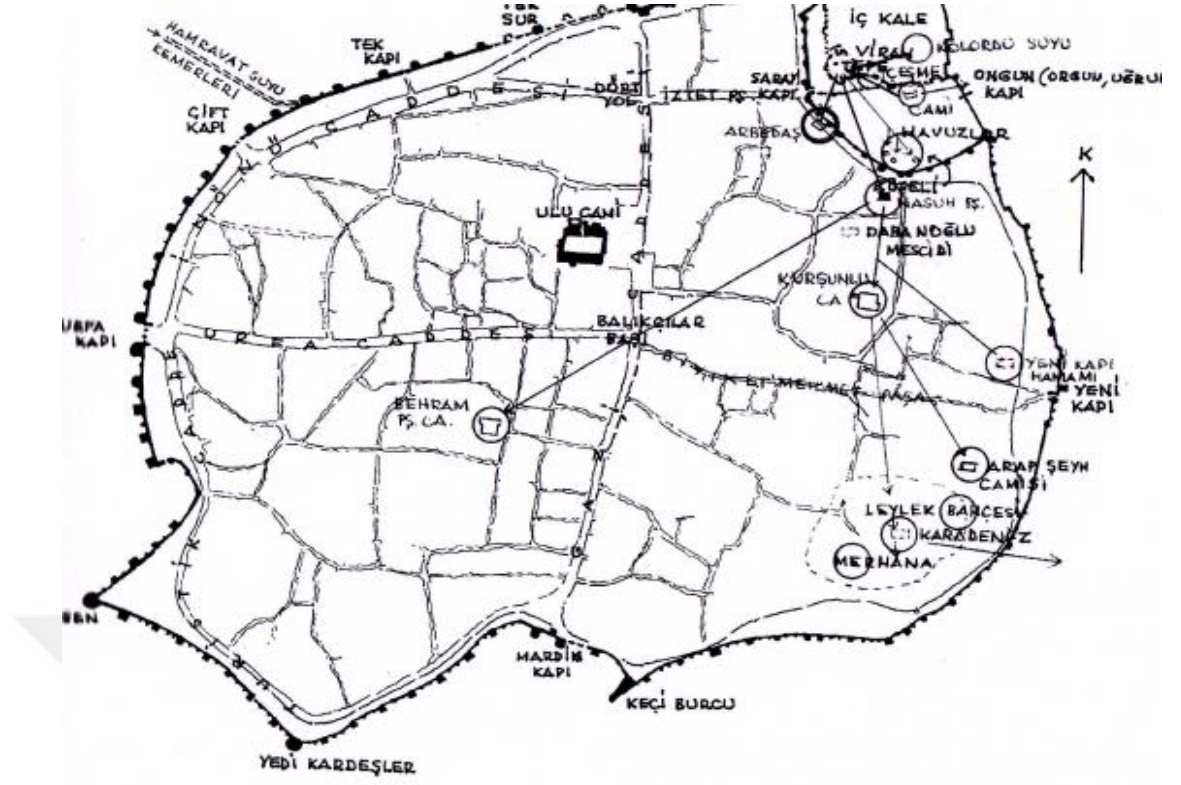 SUR
İÇ KALE
HAMRAVAT SUYU
KEMERLERİ
TEK
KAPI
VİRAN
TEPE
KOLORDU SUYU
ÇEŞME
SARAY
KAPI
ONGUN (ORGUN, UĞRU
KAPI
ÇİFT
KAPI
CADDESİ
DÖRT
YOL
İZZET PŞ.
CAMİ
ARBEDAŞ
HAVUZLAR
K
KÜPELİ
NASUH PŞ.
ULU CAMİ
DABANOĞLU
MESCİDİ
KURŞUNLU
CA
URFA
KAPI
URFA CADDESİ
BALIKÇILAR
BAŞI
YENİ KAPI
HAMAMI
YENİ
KAPI
BEHRAM
PŞ. CA.
ARAP ŞEYH
CAMİSİ
LEYLEK BAHÇESİ
KARADENİZ
MERHANA
BEN
MARDİN
KAPI
KEÇİ BURCU
YEDİ KARDEŞLER